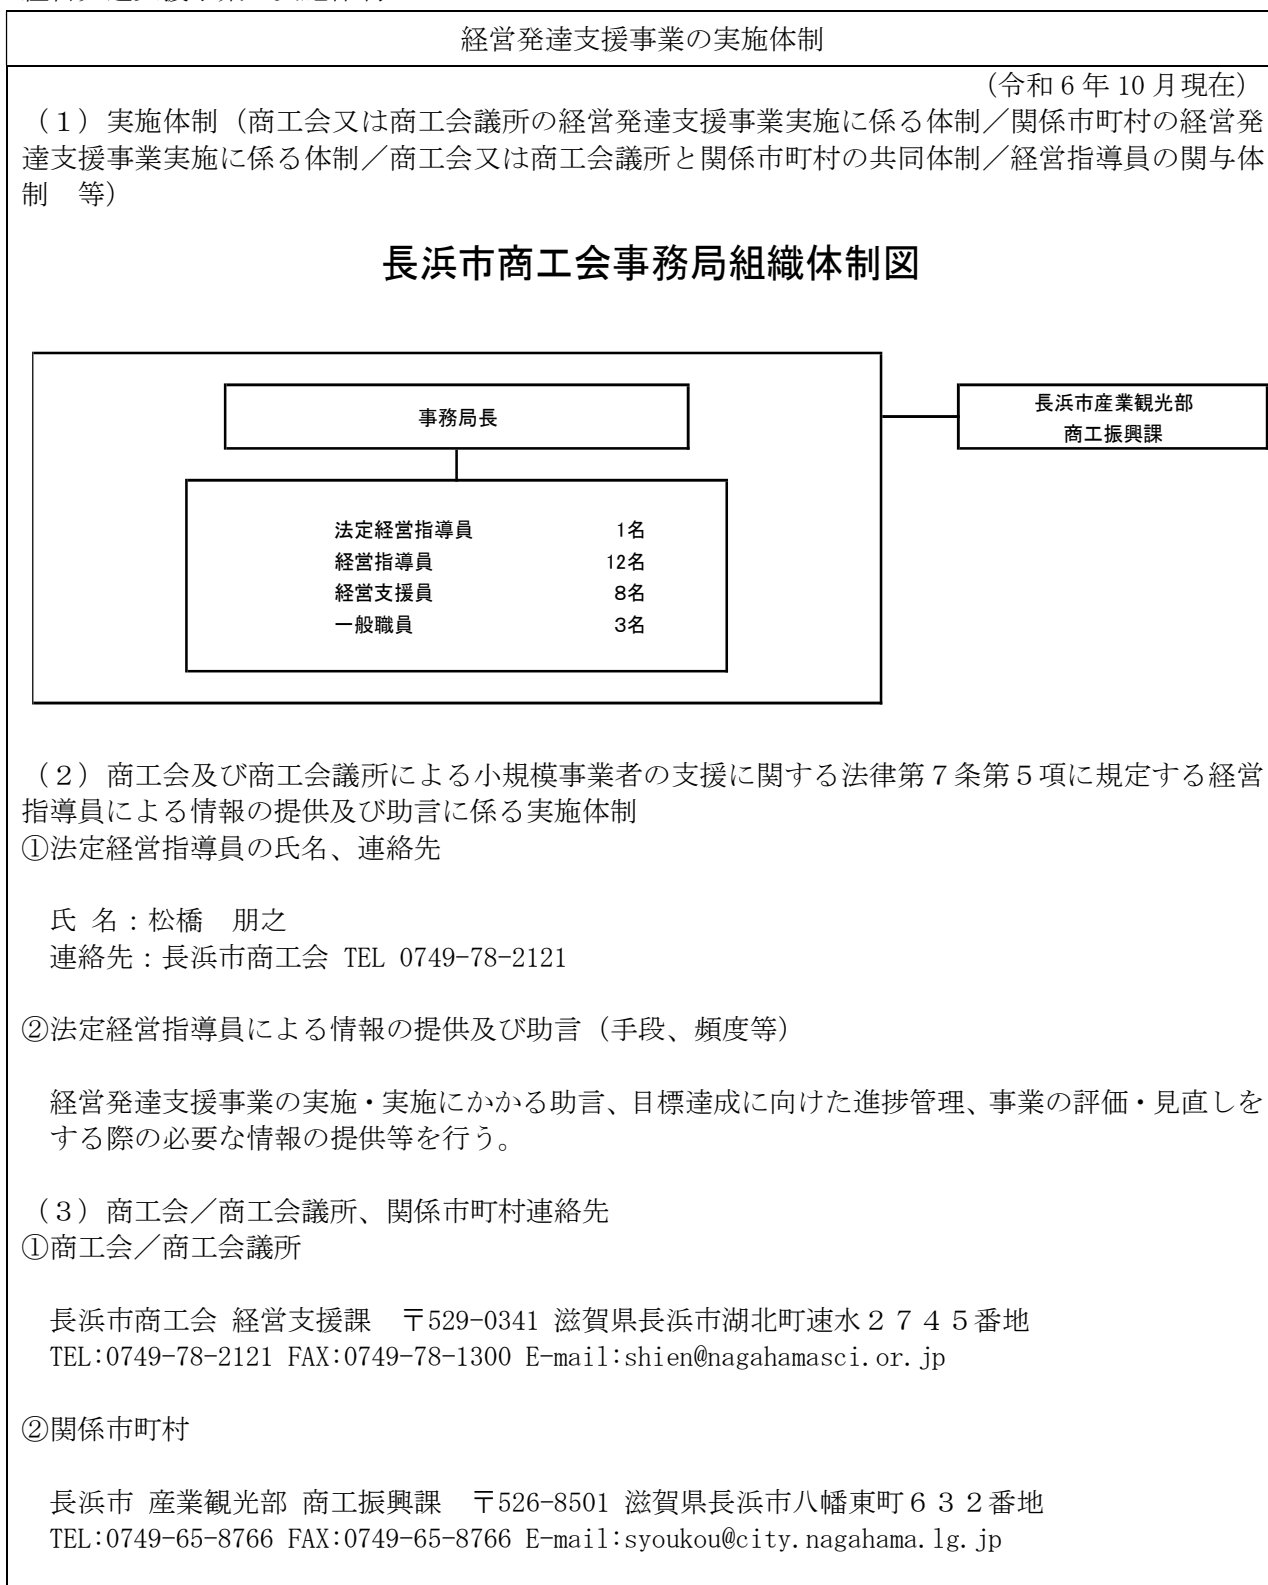 経営発達支援事業の実施体制
（令和６年 10 月現在）
（１）実施体制（商工会又は商工会議所の経営発達支援事業実施に係る体制／関係市町村の経営発
達支援事業実施に係る体制／商工会又は商工会議所と関係市町村の共同体制／経営指導員の関与体
制　等）
長浜市商工会事務局組織体制図
事務局長
長浜市産業観光部
商工振興課
法定経営指導員 1名
経営指導員 12名
経営支援員 8名
一般職員 3名
（２）商工会及び商工会議所による小規模事業者の支援に関する法律第７条第５項に規定する経営
指導員による情報の提供及び助言に係る実施体制
①法定経営指導員の氏名、連絡先
氏 名：松橋　朋之
連絡先：長浜市商工会 TEL 0749-78-2121
②法定経営指導員による情報の提供及び助言（手段、頻度等）
経営発達支援事業の実施・実施にかかる助言、目標達成に向けた進捗管理、事業の評価・見直しを
する際の必要な情報の提供等を行う。
（３）商工会／商工会議所、関係市町村連絡先
①商工会／商工会議所
長浜市商工会 経営支援課　〒529-0341 滋賀県長浜市湖北町速水２７４５番地
TEL:0749-78-2121 FAX:0749-78-1300 E-mail:shien@nagahamasci.or.jp
②関係市町村
長浜市 産業観光部 商工振興課　〒526-8501 滋賀県長浜市八幡東町６３２番地
TEL:0749-65-8766 FAX:0749-65-8766 E-mail:syoukou@city.nagahama.lg.jp